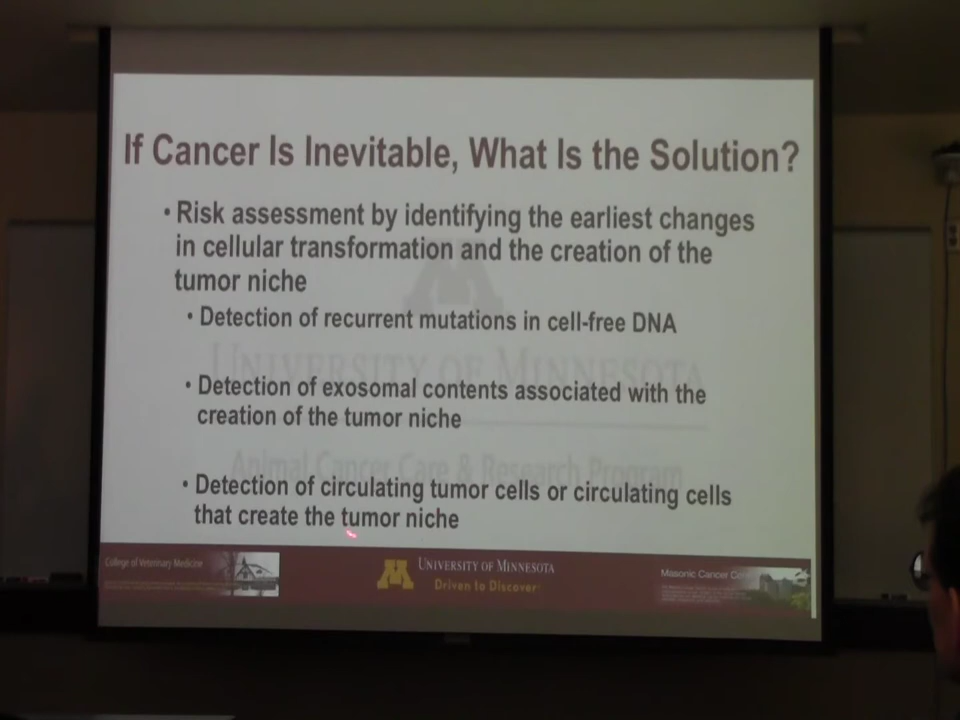 If Cancer Is Inevitable, What Is the Solution?
• Risk assessment by identifying the earliest changes
in cellular transformation and the creation of the
tumor niche
• Detection of recurrent mutations in cell-free DNA
• Detection of exosomal contents associated with the
creation of the tumor niche
• Detection of circulating tumor cells or circulating cells
that create the tumor niche
UNIVERSITY OF MINNESOTA
Animal Cancer Care & Research Program
College of Veterinary Medicine
UNIVERSITY OF MINNESOTA
Driven to Discover
Masonic Cancer